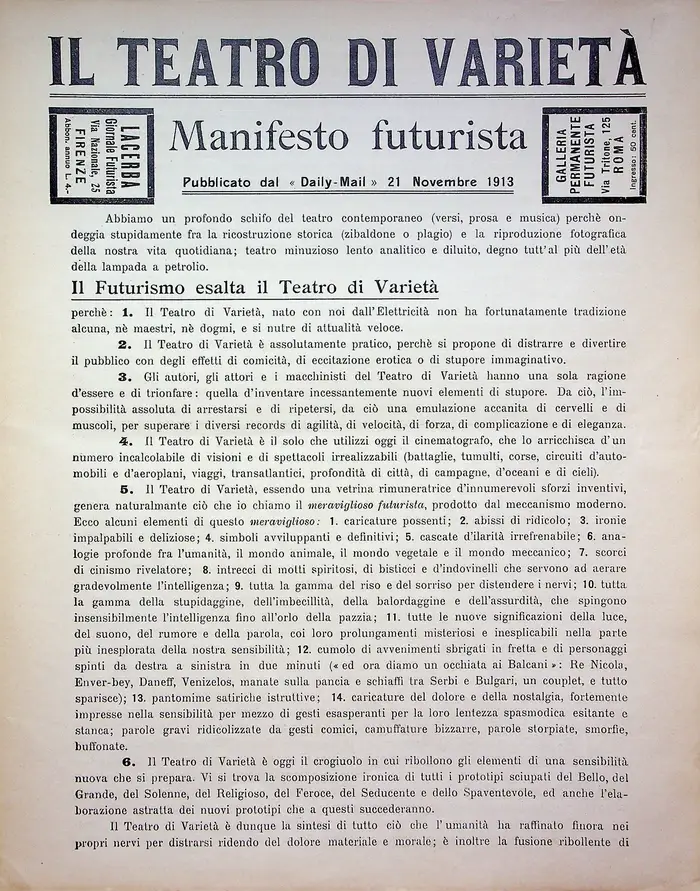 IL TEATRO DI VARIETÀ
LACERBA
Giornale Futurista
Via Nazionale, 25
FIRENZE
Abbon. annuo L. 4.-
Manifesto futurista
Pubblicato dal « Daily-Mail » 21 Novembre 1913
GALLERIA
PERMANENTE
FUTURISTA
Via Tritone, 125
ROMA
Ingresso: 50 cent.
Abbiamo un profondo schifo del teatro contemporaneo (versi, prosa e musica) perchè on-
deggia stupidamente fra la ricostruzione storica (zibaldone o plagio) e la riproduzione fotografica
della nostra vita quotidiana; teatro minuzioso lento analitico e diluito, degno tutt'al più dell'età
della lampada a petrolio.
Il Futurismo esalta il Teatro di Varietà
perchè: 1. Il Teatro di Varietà, nato con noi dall'Elettricità non ha fortunatamente tradizione
alcuna, nè maestri, nè dogmi, e si nutre di attualità veloce.
2. Il Teatro di Varietà è assolutamente pratico, perchè si propone di distrarre e divertire
il pubblico con degli effetti di comicità, di eccitazione erotica o di stupore immaginativo.
3. Gli autori, gli attori e i macchinisti del Teatro di Varietà hanno una sola ragione
d'essere e di trionfare: quella d'inventare incessantemente nuovi elementi di stupore. Da ciò, l'im-
possibilità assoluta di arrestarsi e di ripetersi, da ciò una emulazione accanita di cervelli e di
muscoli, per superare i diversi records di agilità, di velocità, di forza, di complicazione e di eleganza.
4. Il Teatro di Varietà è il solo che utilizzi oggi il cinematografo, che lo arricchisca d'un
numero incalcolabile di visioni e di spettacoli irrealizzabili (battaglie, tumulti, corse, circuiti d'auto-
mobili e d'aeroplani, viaggi, transatlantici, profondità di città, di campagne, d'oceani e di cieli).
5. Il Teatro di Varietà, essendo una vetrina rimuneratrice d'innumerevoli sforzi inventivi,
genera naturalmente ciò che io chiamo il meraviglioso futurista, prodotto dal meccanismo moderno.
Ecco alcuni elementi di questo meraviglioso: 1. caricature possenti; 2. abissi di ridicolo; 3. ironie
impalpabili e deliziose; 4. simboli avviluppanti e definitivi; 5. cascate d'ilarità irrefrenabile; 6. ana-
logie profonde fra l'umanità, il mondo animale, il mondo vegetale e il mondo meccanico; 7. scorci
di cinismo rivelatore; 8. intrecci di motti spiritosi, di bisticci e d'indovinelli che servono ad aerare
gradevolmente l'intelligenza; 9. tutta la gamma del riso e del sorriso per distendere i nervi; 10. tutta
la gamma della stupidaggine, dell'imbecillità, della balordaggine e dell'assurdità, che spingono
insensibilmente l'intelligenza fino all'orlo della pazzia; 11. tutte le nuove significazioni della luce,
del suono, del rumore e della parola, coi loro prolungamenti misteriosi e inesplicabili nella parte
più inesplorata della nostra sensibilità; 12. cumolo di avvenimenti sbrigati in fretta e di personaggi
spinti da destra a sinistra in due minuti (« ed ora diamo un occhiata ai Balcani »: Re Nicola,
Enver-bey, Daneff, Venizelos, manate sulla pancia e schiaffi tra Serbi e Bulgari, un couplet, e tutto
sparisce); 13. pantomime satiriche istruttive; 14. caricature del dolore e della nostalgia, fortemente
impresse nella sensibilità per mezzo di gesti esasperanti per la loro lentezza spasmodica esitante e
stanca; parole gravi ridicolizzate da gesti comici, camuffature bizzarre, parole storpiate, smorfie,
buffonate.
6. Il Teatro di Varietà è oggi il crogiuolo in cui ribollono gli elementi di una sensibilità
nuova che si prepara. Vi si trova la scomposizione ironica di tutti i prototipi sciupati del Bello, del
Grande, del Solenne, del Religioso, del Feroce, del Seducente e dello Spaventevole, ed anche l'ela-
borazione astratta dei nuovi prototipi che a questi succederanno.
Il Teatro di Varietà è dunque la sintesi di tutto ciò che l'umanità ha raffinato finora nei
propri nervi per distrarsi ridendo del dolore materiale e morale; è inoltre la fusione ribollente di